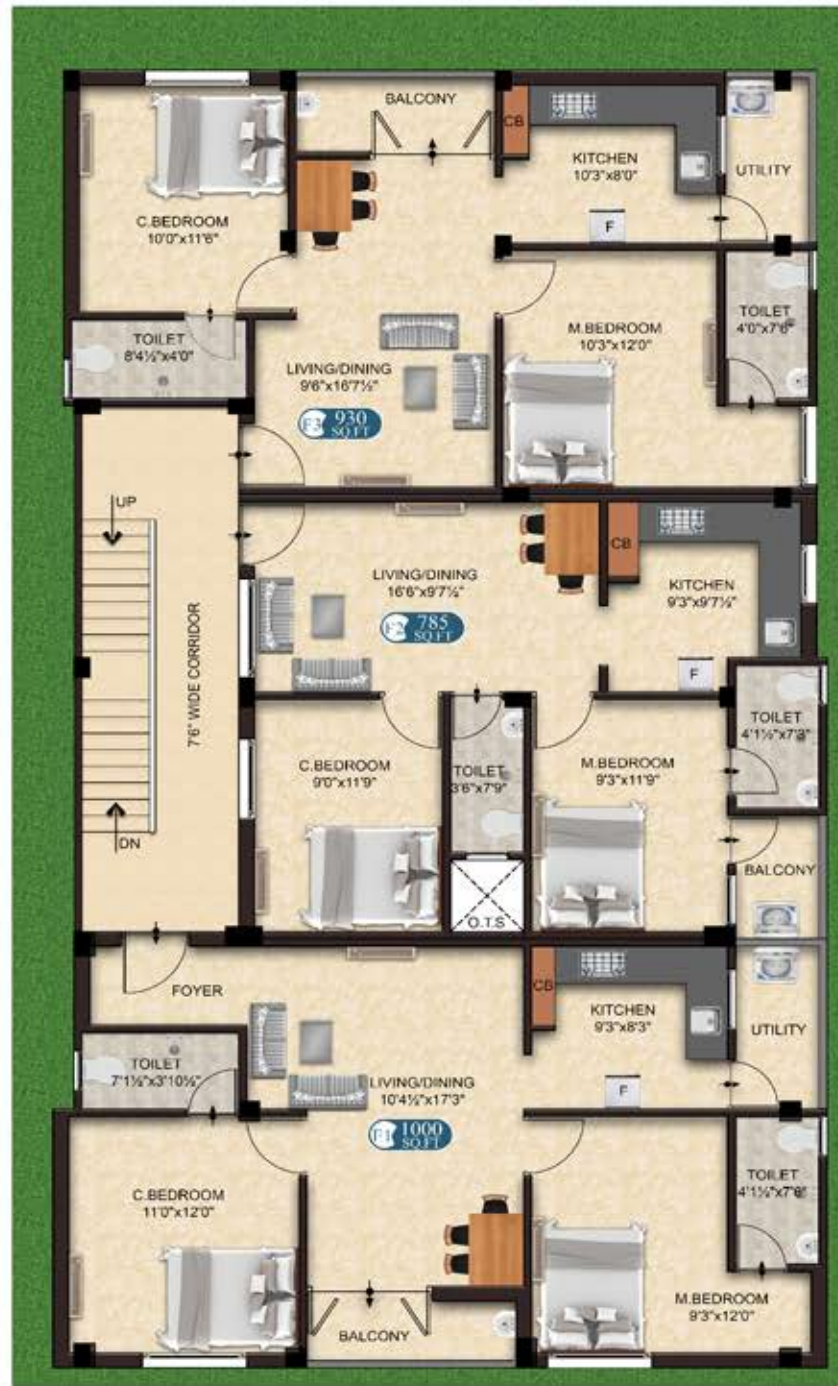 BALCONY
CB
KITCHEN
10'3"x8'0"
UTILITY
F
C.BEDROOM
10'0"x11'6"
TOILET
8'4½"x4'0"
M.BEDROOM
10'3"x12'0"
TOILET
4'0"x7'6"
LIVING/DINING
9'6"x16'7½"
F3 930
SQ.FT
UP
7'6" WIDE CORRIDOR
DN
LIVING/DINING
16'6"x9'7½"
F2 785
SQ.FT
CB
KITCHEN
9'3"x9'7½"
F
C.BEDROOM
9'0"x11'9"
TOILET
3'6"x7'9"
O.T.S
M.BEDROOM
9'3"x11'9"
TOILET
4'1½"x7'3"
BALCONY
FOYER
CB
KITCHEN
9'3"x8'3"
UTILITY
F
TOILET
7'1½"x3'10½"
LIVING/DINING
10'4½"x17'3"
F1 1000
SQ.FT
C.BEDROOM
11'0"x12'0"
TOILET
4'1½"x7'6"
M.BEDROOM
9'3"x12'0"
BALCONY